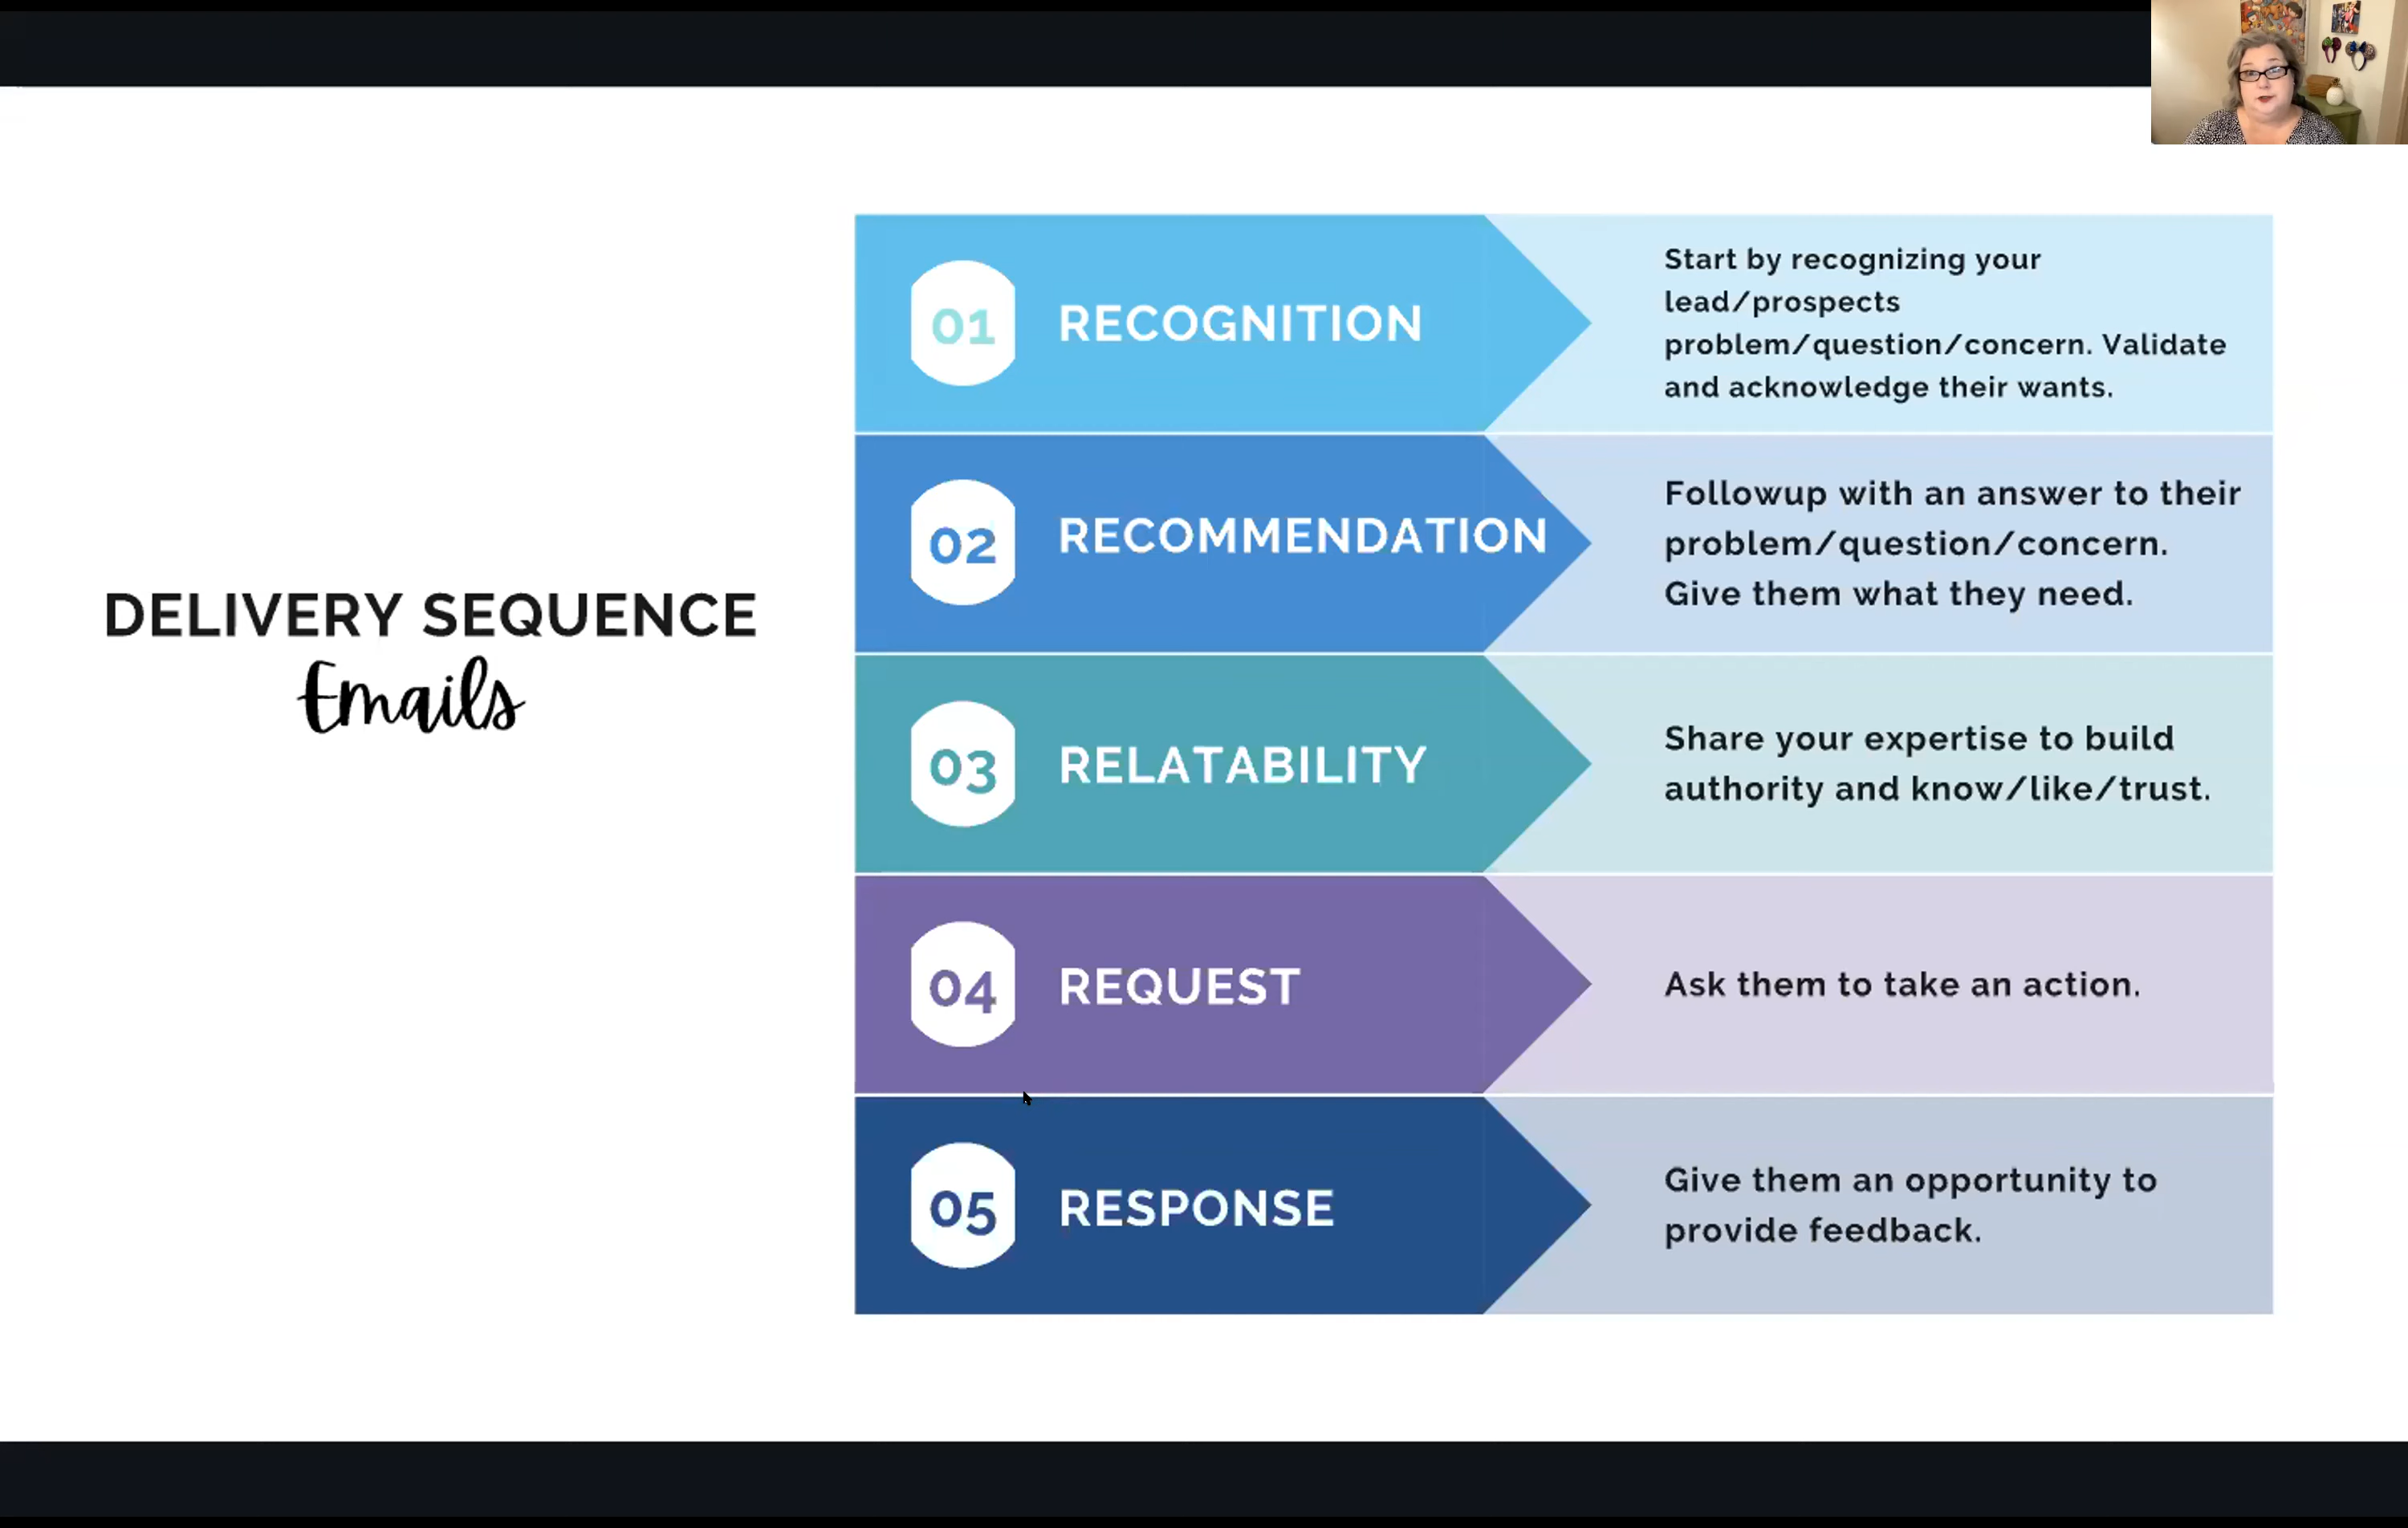 DELIVERY SEQUENCE
Emails
01
RECOGNITION
Start by recognizing your
lead/prospects
problem/question/concern. Validate
and acknowledge their wants.
02
RECOMMENDATION
Followup with an answer to their
problem/question/concern.
Give them what they need.
03
RELATABILITY
Share your expertise to build
authority and know/like/trust.
04
REQUEST
Ask them to take an action.
05
RESPONSE
Give them an opportunity to
provide feedback.